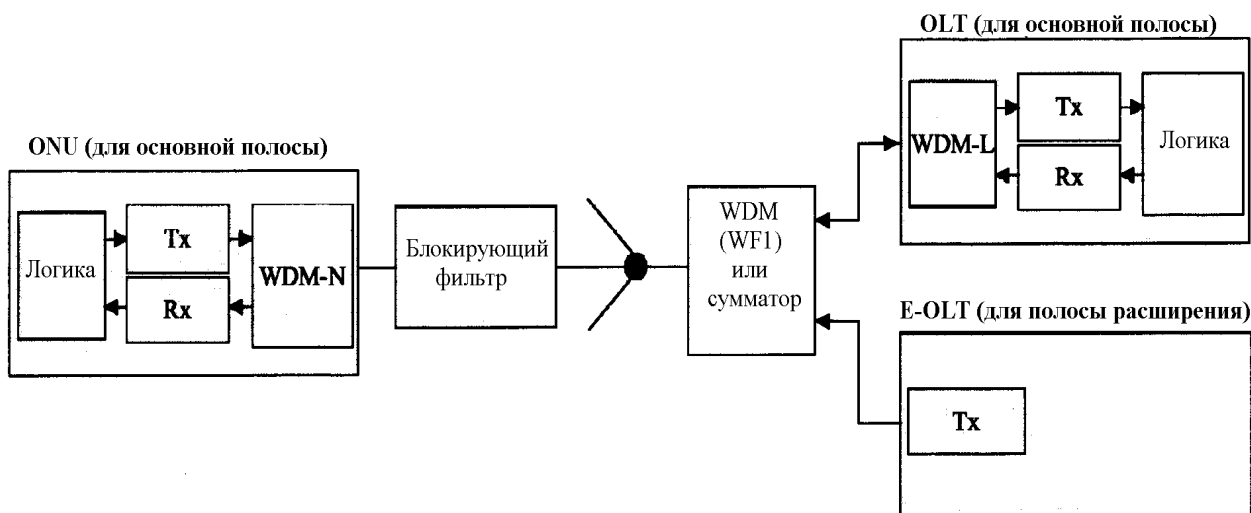 OLT (для основной полосы)
WDM-L
Tx
Rx
Логика
ONU (для основной полосы)
Логика
Tx
Rx
WDM-N
Блокирующий
фильтр
WDM
(WF1)
или
сумматор
E-OLT (для полосы расширения)
Tx